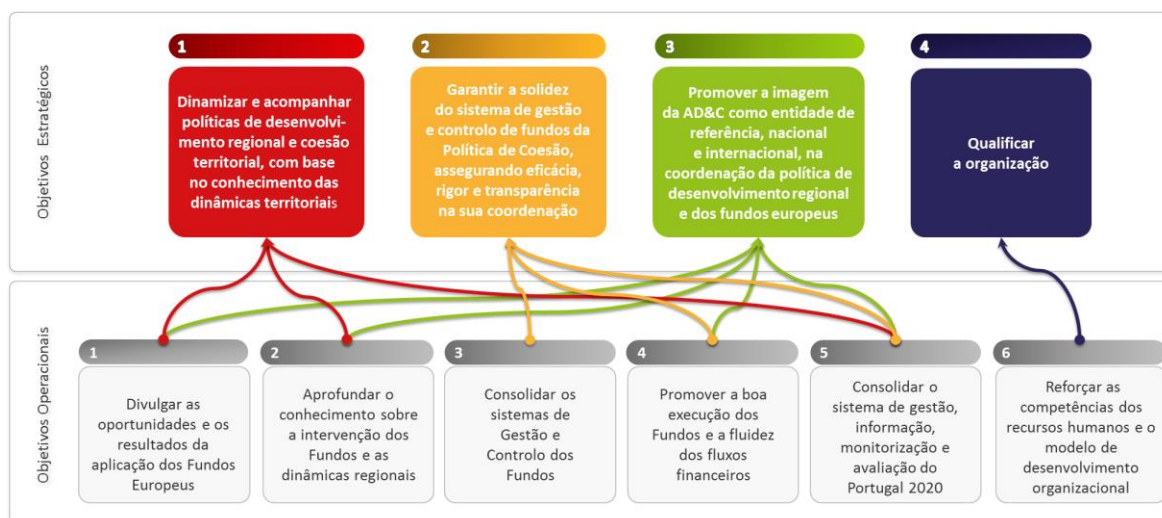 Objetivos Estratégicos
1
Dinamizar e acompanhar
políticas de desenvolvi-
mento regional e coesão
territorial, com base
no conhecimento das
dinâmicas territoriais
2
Garantir a solidez
do sistema de gestão
e controlo de fundos da
Política de Coesão,
assegurando eficácia,
rigor e transparência
na sua coordenação
3
Promover a imagem
da AD&C como entidade de
referência, nacional
e internacional, na
coordenação da política de
desenvolvimento regional
e dos fundos europeus
4
Qualificar
a organização
Objetivos Operacionais
1
Divulgar as
oportunidades e os
resultados da
aplicação dos Fundos
Europeus
2
Aprofundar o
conhecimento sobre
a intervenção dos
Fundos e as
dinâmicas regionais
3
Consolidar os
sistemas de
Gestão e
Controlo dos
Fundos
4
Promover a boa
execução dos
Fundos e a fluidez
dos fluxos
financeiros
5
Consolidar o
sistema de gestão,
informação,
monitorização e
avaliação do
Portugal 2020
6
Reforçar as
competências dos
recursos humanos e o
modelo de
desenvolvimento
organizacional